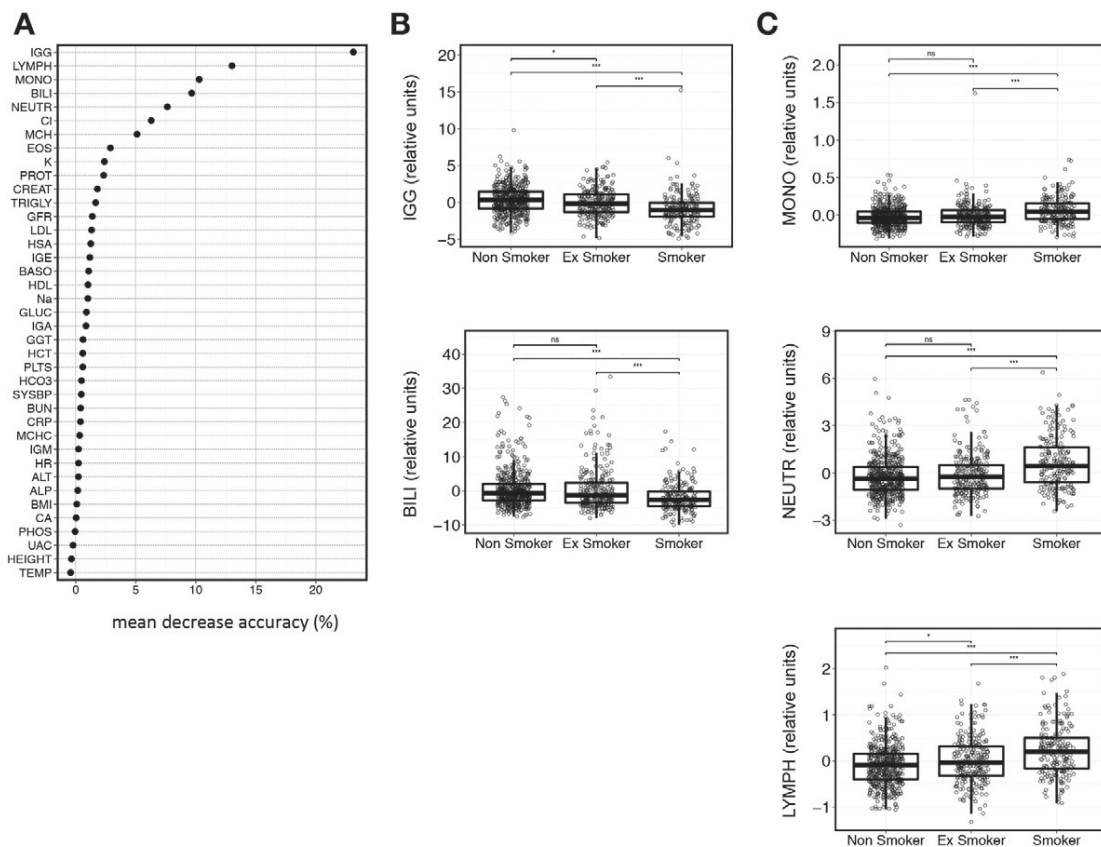 A
IGG
LYMPH
MONO
BILI
NEUTR
Cl
MCH
EOS
K
PROT
CREAT
TRIGLY
GFR
LDL
HSA
IGE
BASO
HDL
Na
GLUC
IGA
GGT
HCT
PLTS
HCO3
SYSBP
BUN
CRP
MCHC
IGM
HR
ALT
ALP
BMI
CA
PHOS
UAC
HEIGHT
TEMP
0 5 10 15 20
mean decrease accuracy (%)
B
IGG (relative units)
20
15
10
5
0
−5
*
***
***
Non Smoker Ex Smoker Smoker
BILI (relative units)
40
30
20
10
0
−10
ns
***
***
Non Smoker Ex Smoker Smoker
C
MONO (relative units)
2.0
1.5
1.0
0.5
0.0
ns
***
***
Non Smoker Ex Smoker Smoker
NEUTR (relative units)
9
6
3
0
−3
ns
***
***
Non Smoker Ex Smoker Smoker
LYMPH (relative units)
2
1
0
−1
*
***
***
Non Smoker Ex Smoker Smoker